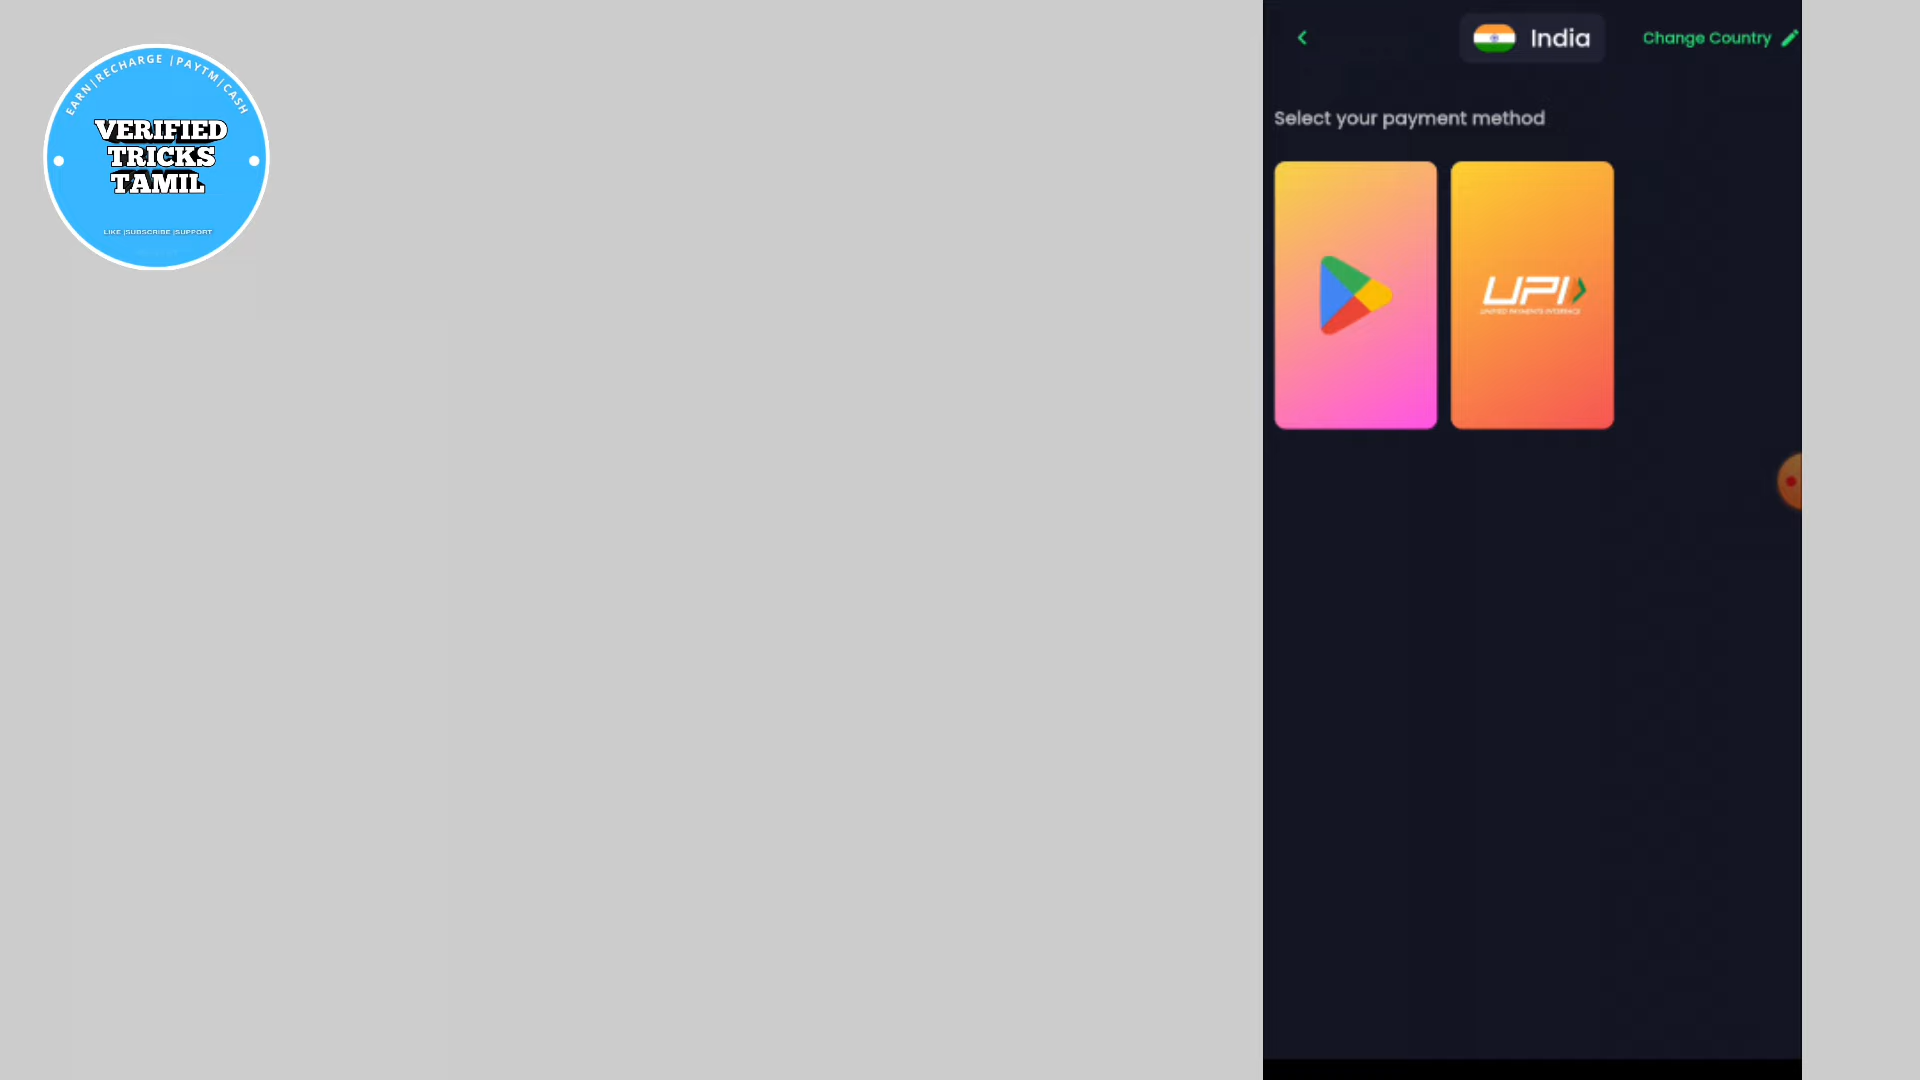 EARN|RECHARGE |PAYTM|CASH
VERIFIED
TRICKS
TAMIL
LIKE |SUBSCRIBE |SUPPORT
India
Change Country
Select your payment method
UPI
UNIFIED PAYMENTS INTERFACE